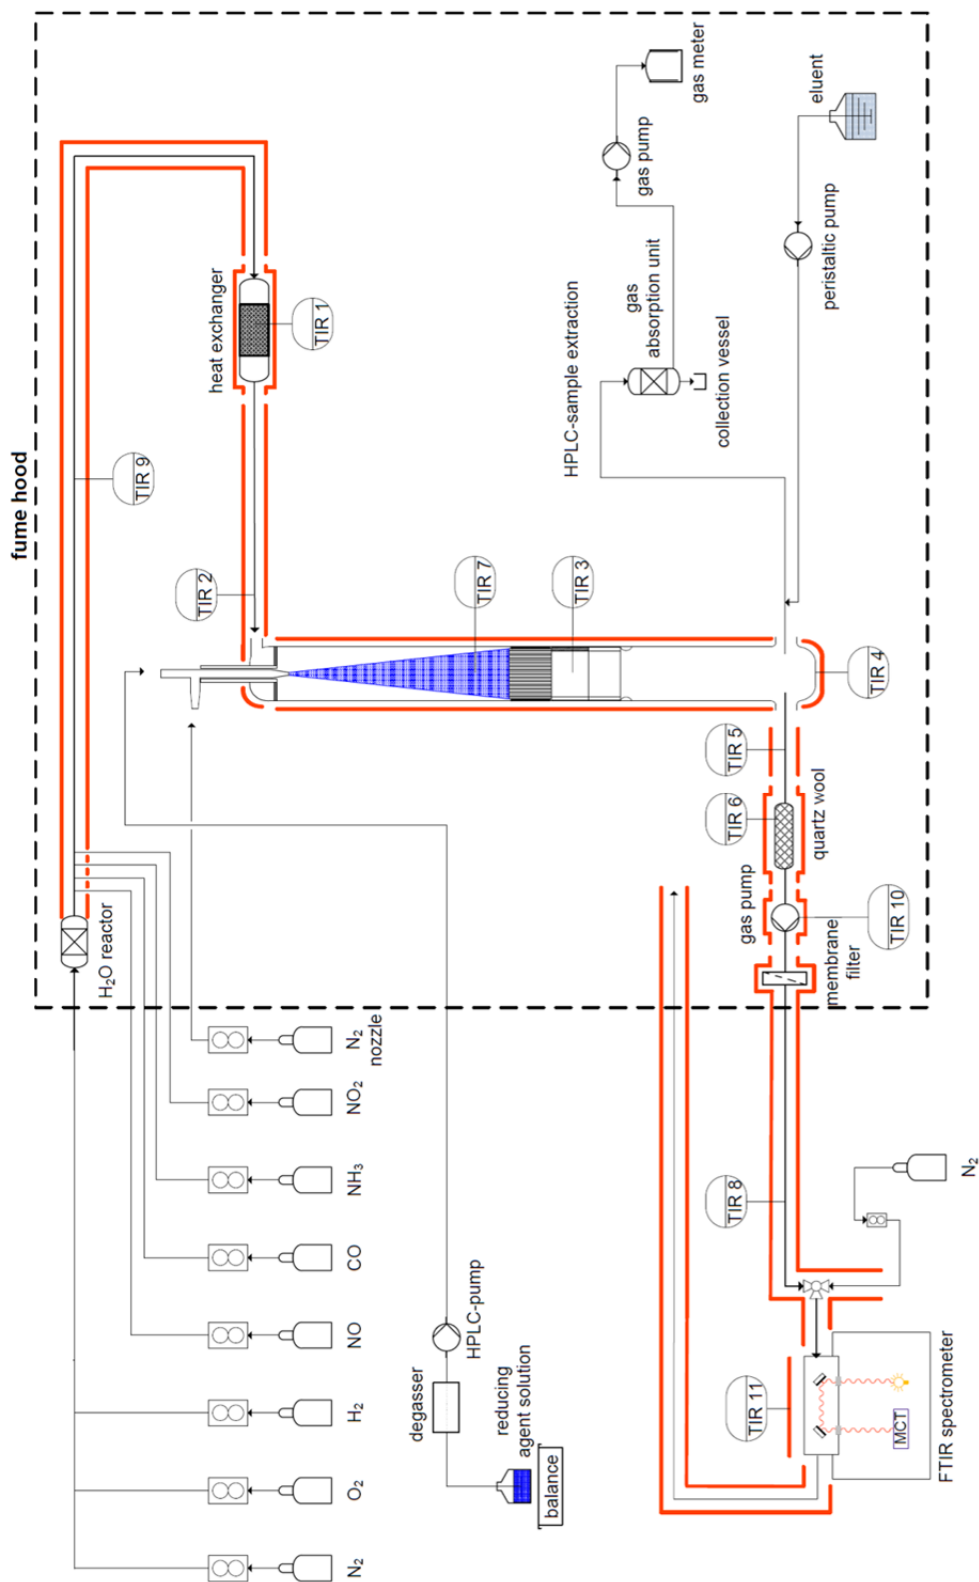 fume hood
TIR 9
heat exchanger
TIR 1
TIR 2
H2O reactor
gas pump
gas meter
HPLC-sample extraction
gas
absorption unit
collection vessel
eluent
peristaltic pump
TIR 7
TIR 3
TIR 4
TIR 5
TIR 6
quartz wool
gas pump
TIR 10
membrane
filter
N2
O2
H2
NO
CO
NH3
NO2
N2
nozzle
degasser
HPLC-pump
reducing
agent solution
balance
TIR 8
N2
TIR 11
MCT
FTIR spectrometer